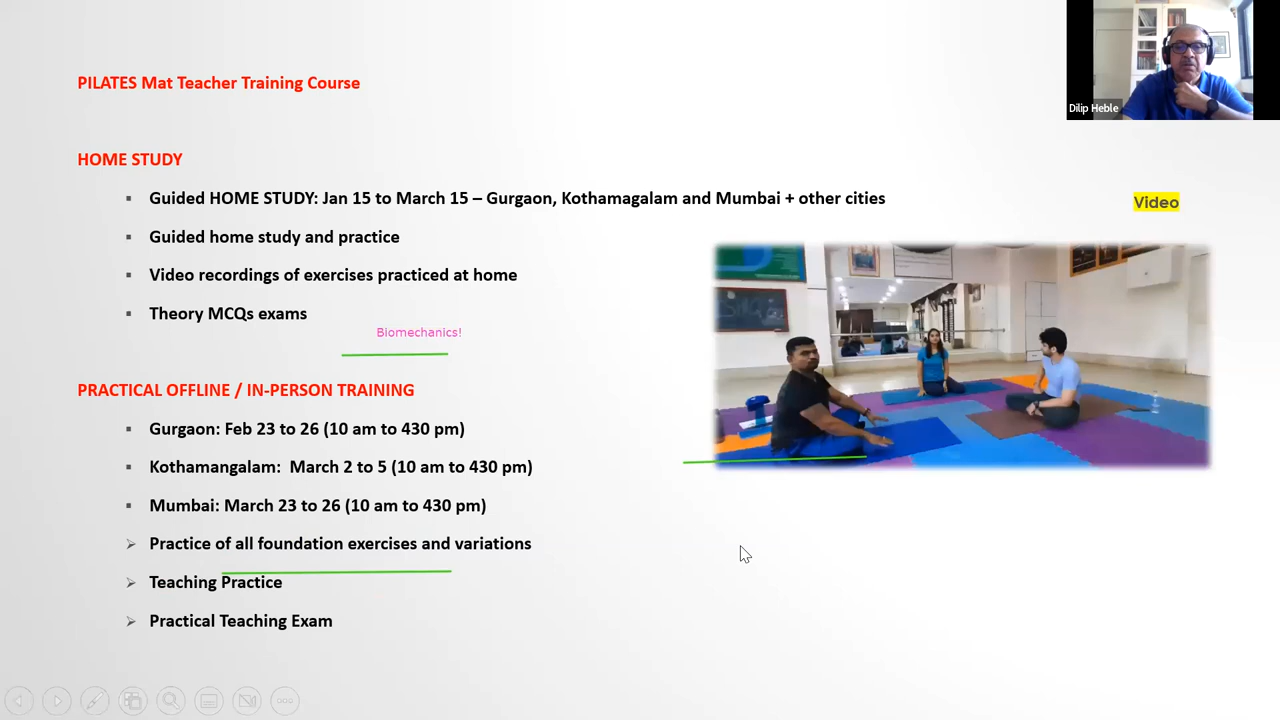 Dilip Heble
PILATES Mat Teacher Training Course
HOME STUDY
▪ Guided HOME STUDY: Jan 15 to March 15 – Gurgaon, Kothamagalam and Mumbai + other cities
Video
▪ Guided home study and practice
▪ Video recordings of exercises practiced at home
▪ Theory MCQs exams
Biomechanics!
PRACTICAL OFFLINE / IN-PERSON TRAINING
▪ Gurgaon: Feb 23 to 26 (10 am to 430 pm)
▪ Kothamangalam: March 2 to 5 (10 am to 430 pm)
▪ Mumbai: March 23 to 26 (10 am to 430 pm)
➢ Practice of all foundation exercises and variations
➢ Teaching Practice
➢ Practical Teaching Exam